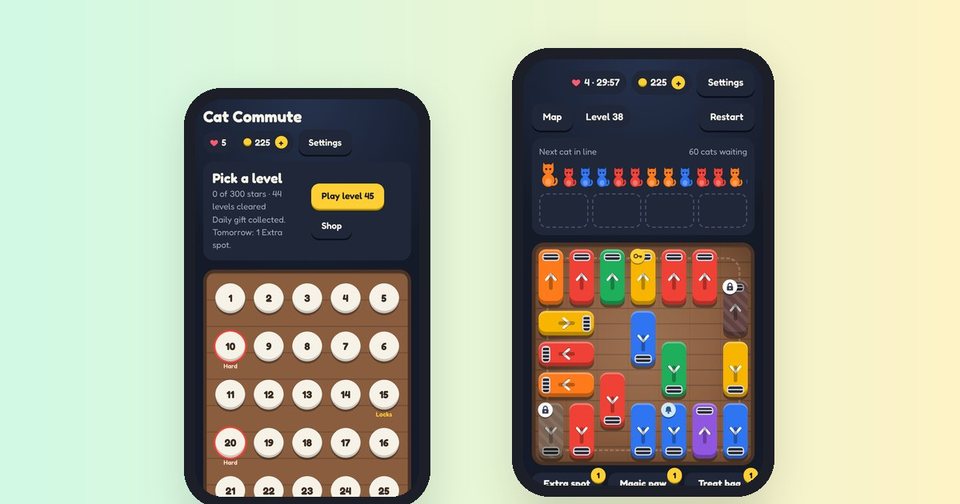 Cat Commute
5
225 +
Settings
Pick a level
0 of 300 stars · 44
levels cleared
Daily gift collected.
Tomorrow: 1 Extra
spot.
Play level 45
Shop
1 2 3 4 5
10 9 8 7 6
Hard
11 12 13 14 15
Locks
20 19 18 17 16
Hard
21 22 23 24 25
4 · 29:57
225 +
Settings
Map
Level 38
Restart
Next cat in line
60 cats waiting
Extra spot 1
Magic paw 1
Treat bag 1